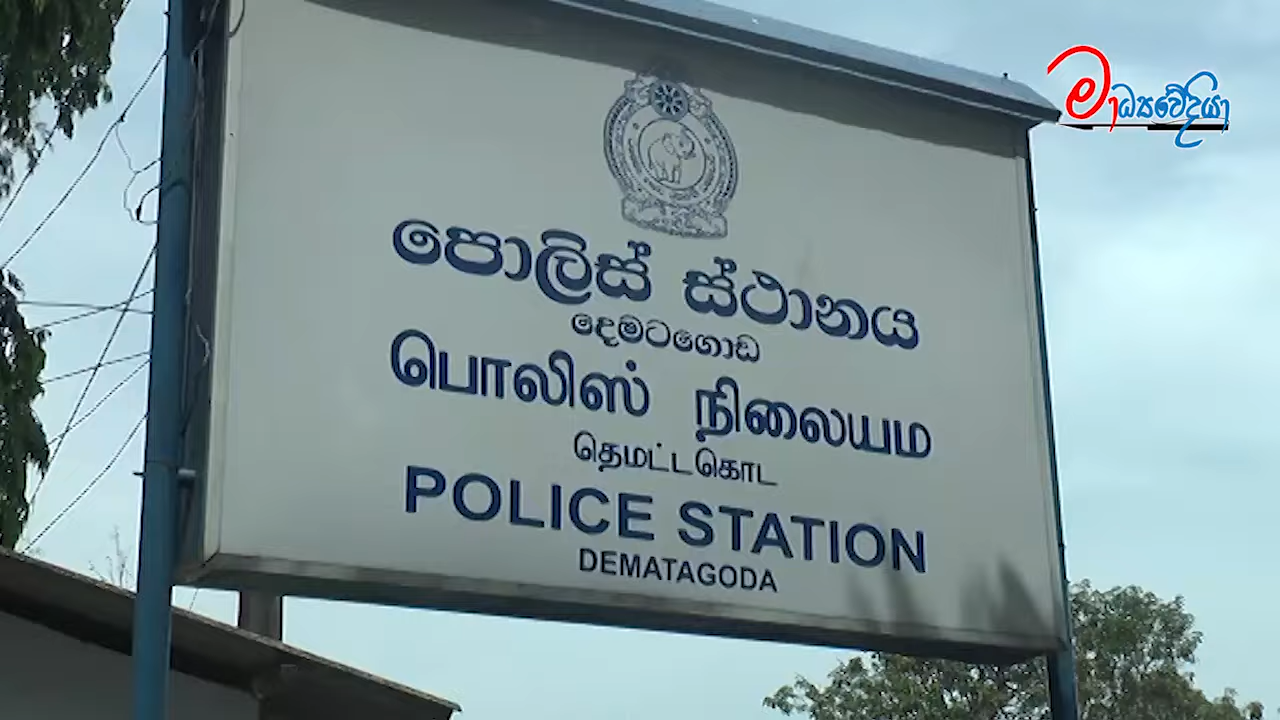 මාධ්‍යවේදියා
පොලිස් ස්ථානය
දෙමටගොඩ
பொலிஸ் நிலையம
தெமட்டகொட
POLICE STATION
DEMATAGODA